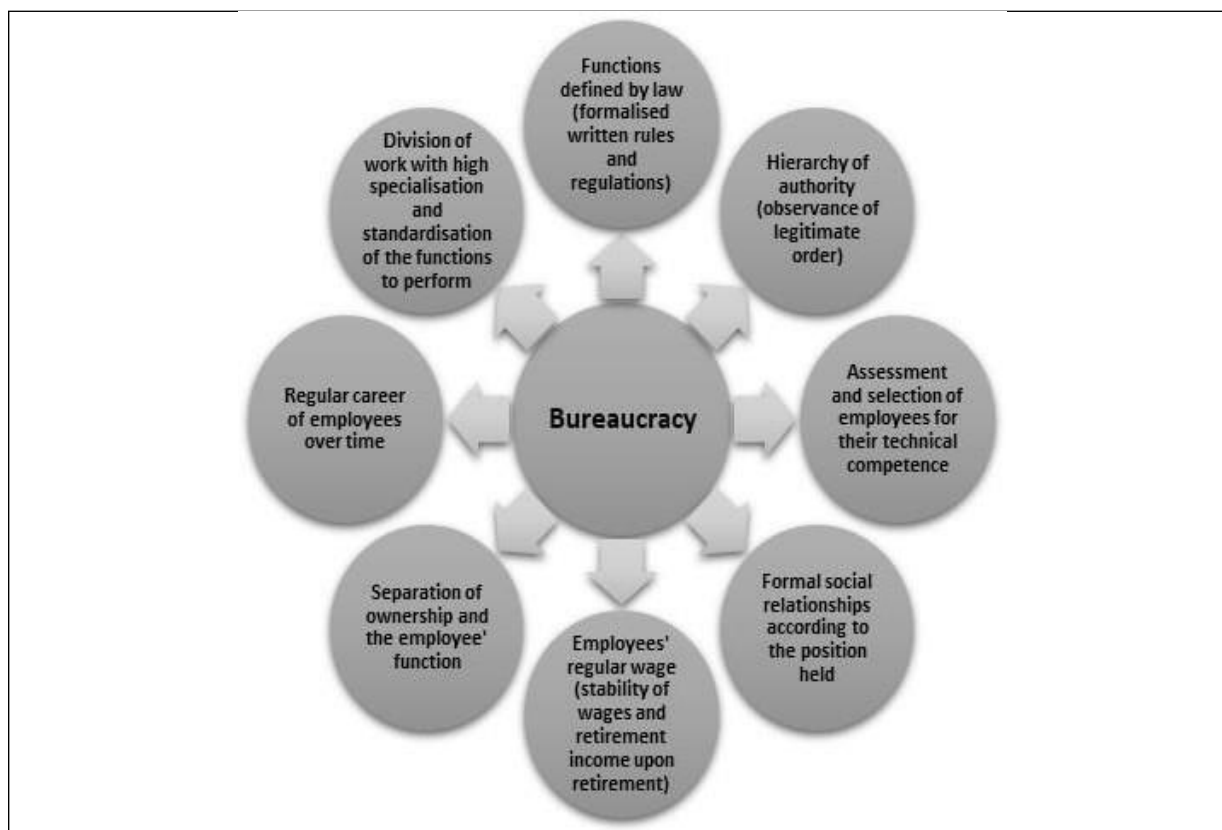 Functions
defined by law
(formalised
written rules
and
regulations)
Hierarchy of
authority
(observance of
legitimate
order)
Assessment
and selection of
employees for
their technical
competence
Formal social
relationships
according to
the position
held
Employees'
regular wage
(stability of
wages and
retirement
income upon
retirement)
Separation of
ownership and
the employee'
function
Regular career
of employees
over time
Division of
work with high
specialisation
and
standardisation
of the functions
to perform
Bureaucracy